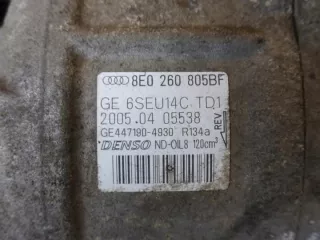 8E0 260 805BF
GE 6SEU14C TD1
2005.04 05538
GE447190-4930 R134a
DENSO ND-OIL8 120cm³
REV